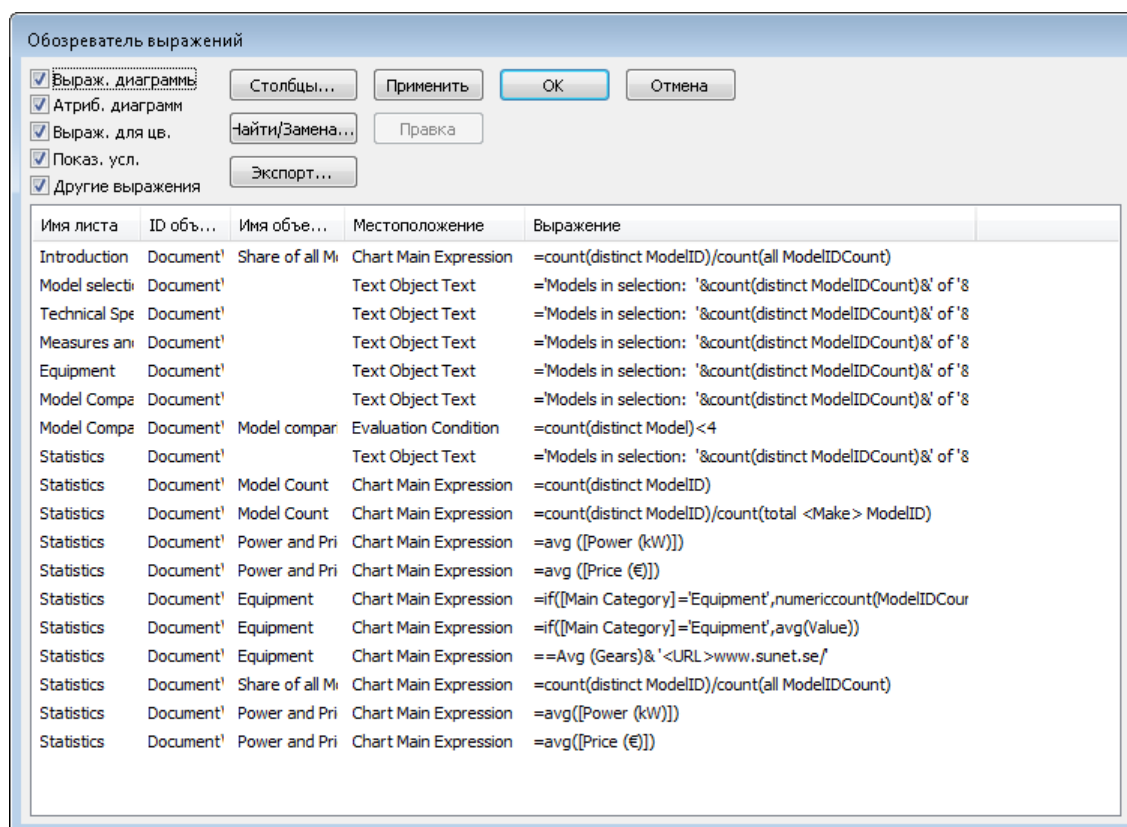 Обозреватель выражений
Выраж. диаграммы Столбцы... Применить OK Отмена
Атриб. диаграмм
Выраж. для цв. Найти/Замена... Правка
Показ. усл.
Другие выражения Экспорт...
Имя листа ID объ... Имя объе... Местоположение Выражение
Introduction Document\ Share of all Mo Chart Main Expression =count(distinct ModelID)/count(all ModelIDCount)
Model selecti Document\ Text Object Text ='Models in selection:  '&count(distinct ModelIDCount)&' of '&
Technical Spe Document\ Text Object Text ='Models in selection:  '&count(distinct ModelIDCount)&' of '&
Measures an Document\ Text Object Text ='Models in selection:  '&count(distinct ModelIDCount)&' of '&
Equipment Document\ Text Object Text ='Models in selection:  '&count(distinct ModelIDCount)&' of '&
Model Compa Document\ Text Object Text ='Models in selection:  '&count(distinct ModelIDCount)&' of '&
Model Compa Document\ Model compari Evaluation Condition =count(distinct Model)<4
Statistics Document\ Text Object Text ='Models in selection:  '&count(distinct ModelIDCount)&' of '&
Statistics Document\ Model Count Chart Main Expression =count(distinct ModelID)
Statistics Document\ Model Count Chart Main Expression =count(distinct ModelID)/count(total <Make> ModelID)
Statistics Document\ Power and Pri Chart Main Expression =avg ([Power (kW)])
Statistics Document\ Power and Pri Chart Main Expression =avg ([Price (€)])
Statistics Document\ Equipment Chart Main Expression =if([Main Category]='Equipment',numericcount(ModelIDCour
Statistics Document\ Equipment Chart Main Expression =if([Main Category]='Equipment',avg(Value))
Statistics Document\ Equipment Chart Main Expression ==Avg (Gears)& '<URL>www.sunet.se/'
Statistics Document\ Share of all Mo Chart Main Expression =count(distinct ModelID)/count(all ModelIDCount)
Statistics Document\ Power and Pri Chart Main Expression =avg([Power (kW)])
Statistics Document\ Power and Pri Chart Main Expression =avg([Price (€)])